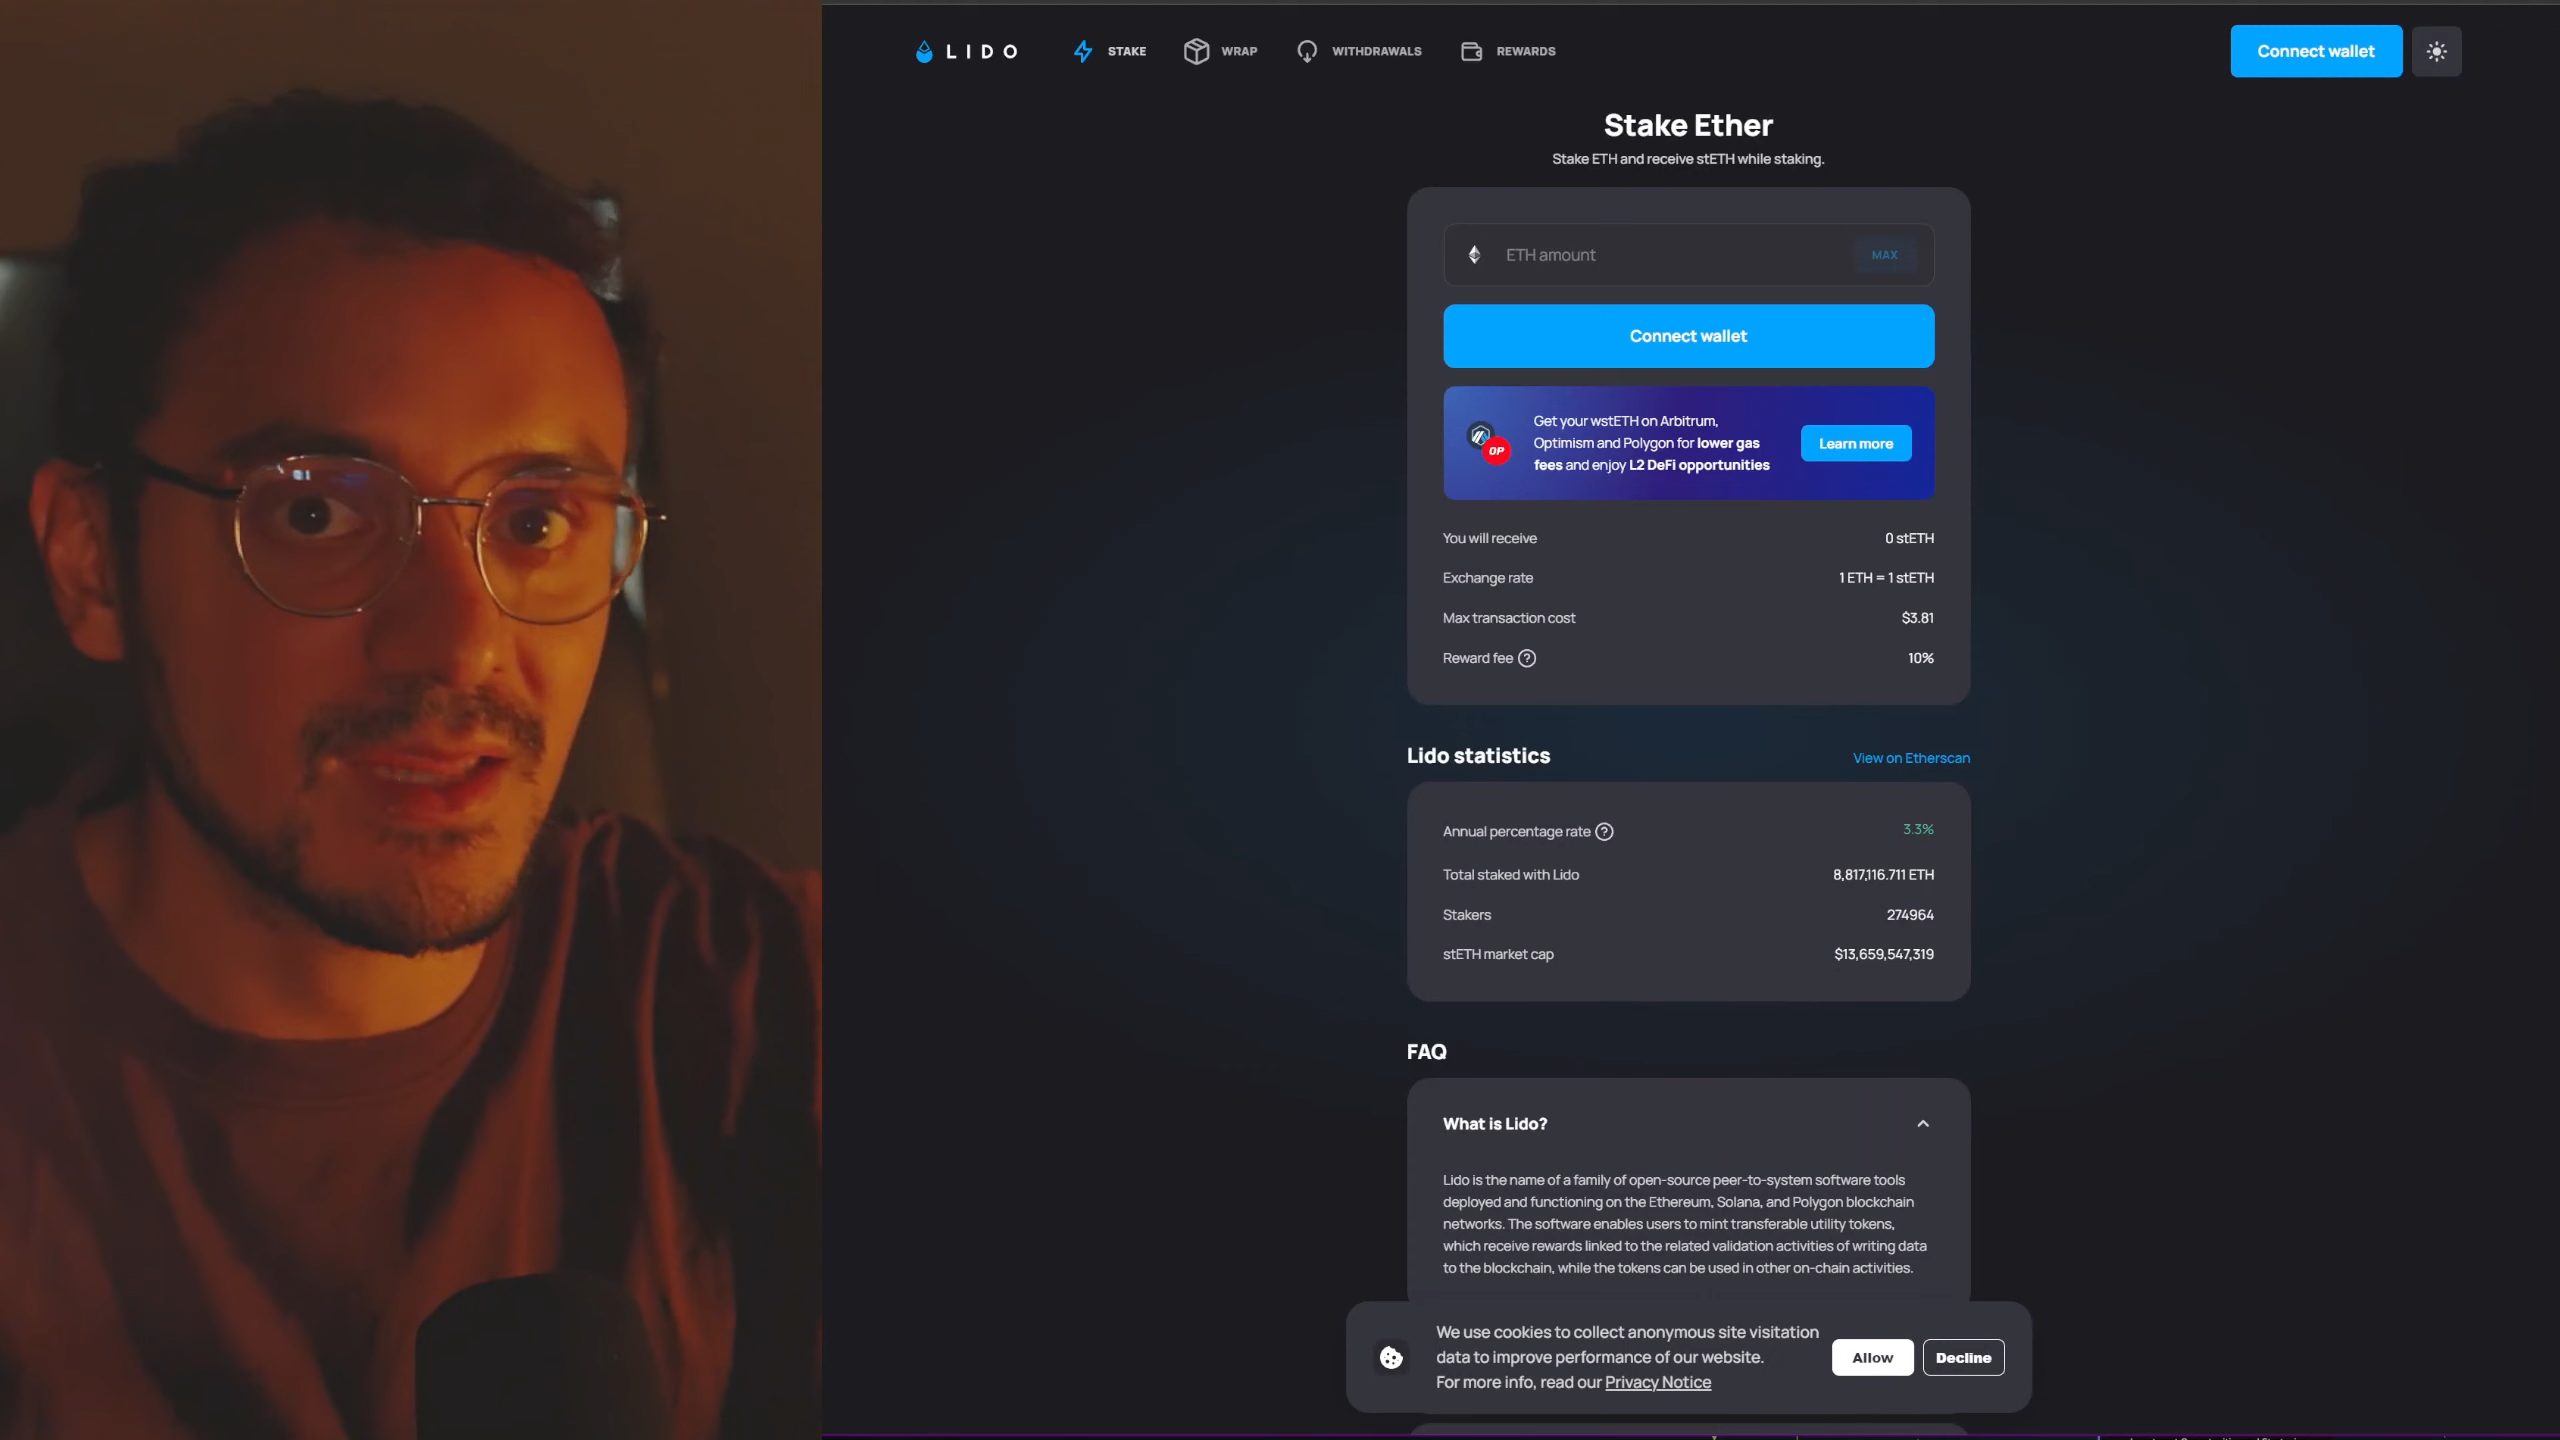 LIDO
STAKE
WRAP
WITHDRAWALS
REWARDS
Connect wallet
Stake Ether
Stake ETH and receive stETH while staking.
ETH amount
MAX
Connect wallet
OP
Get your wstETH on Arbitrum,
Optimism and Polygon for lower gas
fees and enjoy L2 DeFi opportunities
Learn more
You will receive 0 stETH
Exchange rate 1 ETH = 1 stETH
Max transaction cost $3.81
Reward fee ? 10%
Lido statistics View on Etherscan
Annual percentage rate ? 3.3%
Total staked with Lido 8,817,116.711 ETH
Stakers 274964
stETH market cap $13,659,547,319
FAQ
What is Lido?
Lido is the name of a family of open-source peer-to-system software tools
deployed and functioning on the Ethereum, Solana, and Polygon blockchain
networks. The software enables users to mint transferable utility tokens,
which receive rewards linked to the related validation activities of writing data
to the blockchain, while the tokens can be used in other on-chain activities.
We use cookies to collect anonymous site visitation
data to improve performance of our website.
For more info, read our Privacy Notice
Allow
Decline